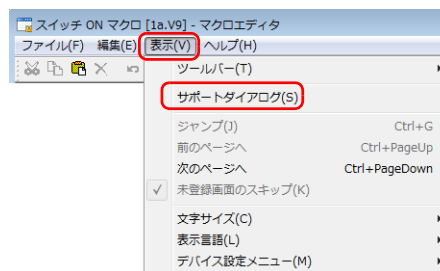 スイッチ ON マクロ [1a.V9] - マクロエディタ
ファイル(F) 編集(E) 表示(V) ヘルプ(H)
ツールバー(T)
サポートダイアログ(S)
ジャンプ(J) Ctrl+G
前のページへ Ctrl+PageUp
次のページへ Ctrl+PageDown
未登録画面のスキップ(K)
文字サイズ(C)
表示言語(L)
デバイス設定メニュー(M)